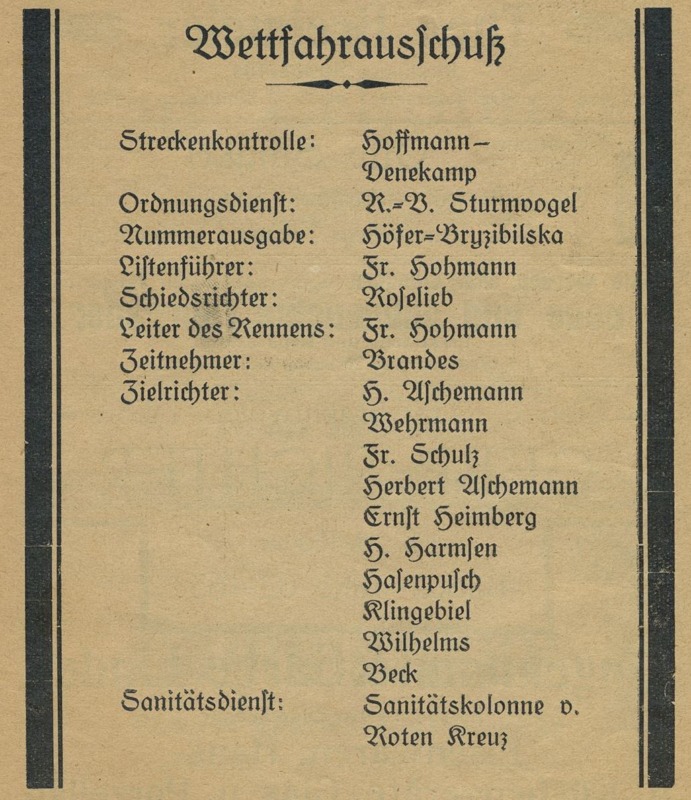 Wettfahrausschuß
Streckenkontrolle: Hoffmann–
Denekamp
Ordnungsdienst: R.=V. Sturmvogel
Nummerausgabe: Höfer=Bryzibilska
Listenführer: Fr. Hohmann
Schiedsrichter: Roselieb
Leiter des Rennens: Fr. Hohmann
Zeitnehmer: Brandes
Zielrichter: H. Aschemann
Wehrmann
Fr. Schulz
Herbert Aschemann
Ernst Heimberg
H. Harmsen
Hasenpusch
Klingebiel
Wilhelms
Beck
Sanitätsdienst: Sanitätskolonne v.
Roten Kreuz